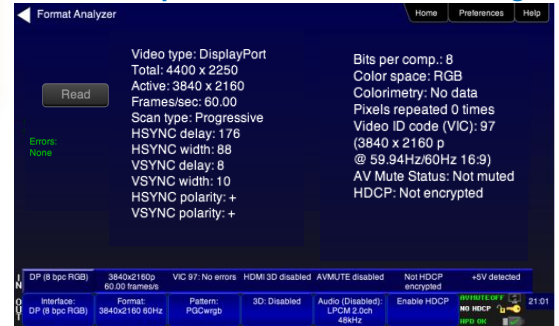 Format Analyzer
Home
Preferences
Help
Read
Errors:
None
Video type: DisplayPort
Total: 4400 x 2250
Active: 3840 x 2160
Frames/sec: 60.00
Scan type: Progressive
HSYNC delay: 176
HSYNC width: 88
VSYNC delay: 8
VSYNC width: 10
HSYNC polarity: +
VSYNC polarity: +
Bits per comp.: 8
Color space: RGB
Colorimetry: No data
Pixels repeated 0 times
Video ID code (VIC): 97
(3840 x 2160 p
@ 59.94Hz/60Hz 16:9)
AV Mute Status: Not muted
HDCP: Not encrypted
IN
DP (8 bpc RGB)
3840x2160p
60.00 frames/s
VIC 97: No errors
HDMI 3D disabled
AVMUTE disabled
Not HDCP
encrypted
+5V detected
OUT
Interface:
DP (8 bpc RGB)
Format:
3840x2160 60Hz
Pattern:
PGCwrgb
3D: Disabled
Audio (Disabled):
LPCM 2.0ch
48kHz
Enable HDCP
AVMUTE OFF
NO HDCP
HPD OK
21:01